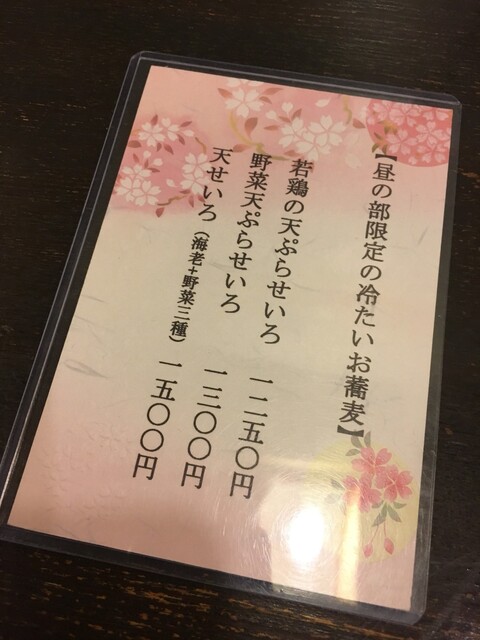 【昼の部限定の冷たいお蕎麦】
若鶏の天ぷらせいろ 一二五〇円
野菜天ぷらせいろ 一三〇〇円
天せいろ（海老+野菜三種） 一五〇〇円